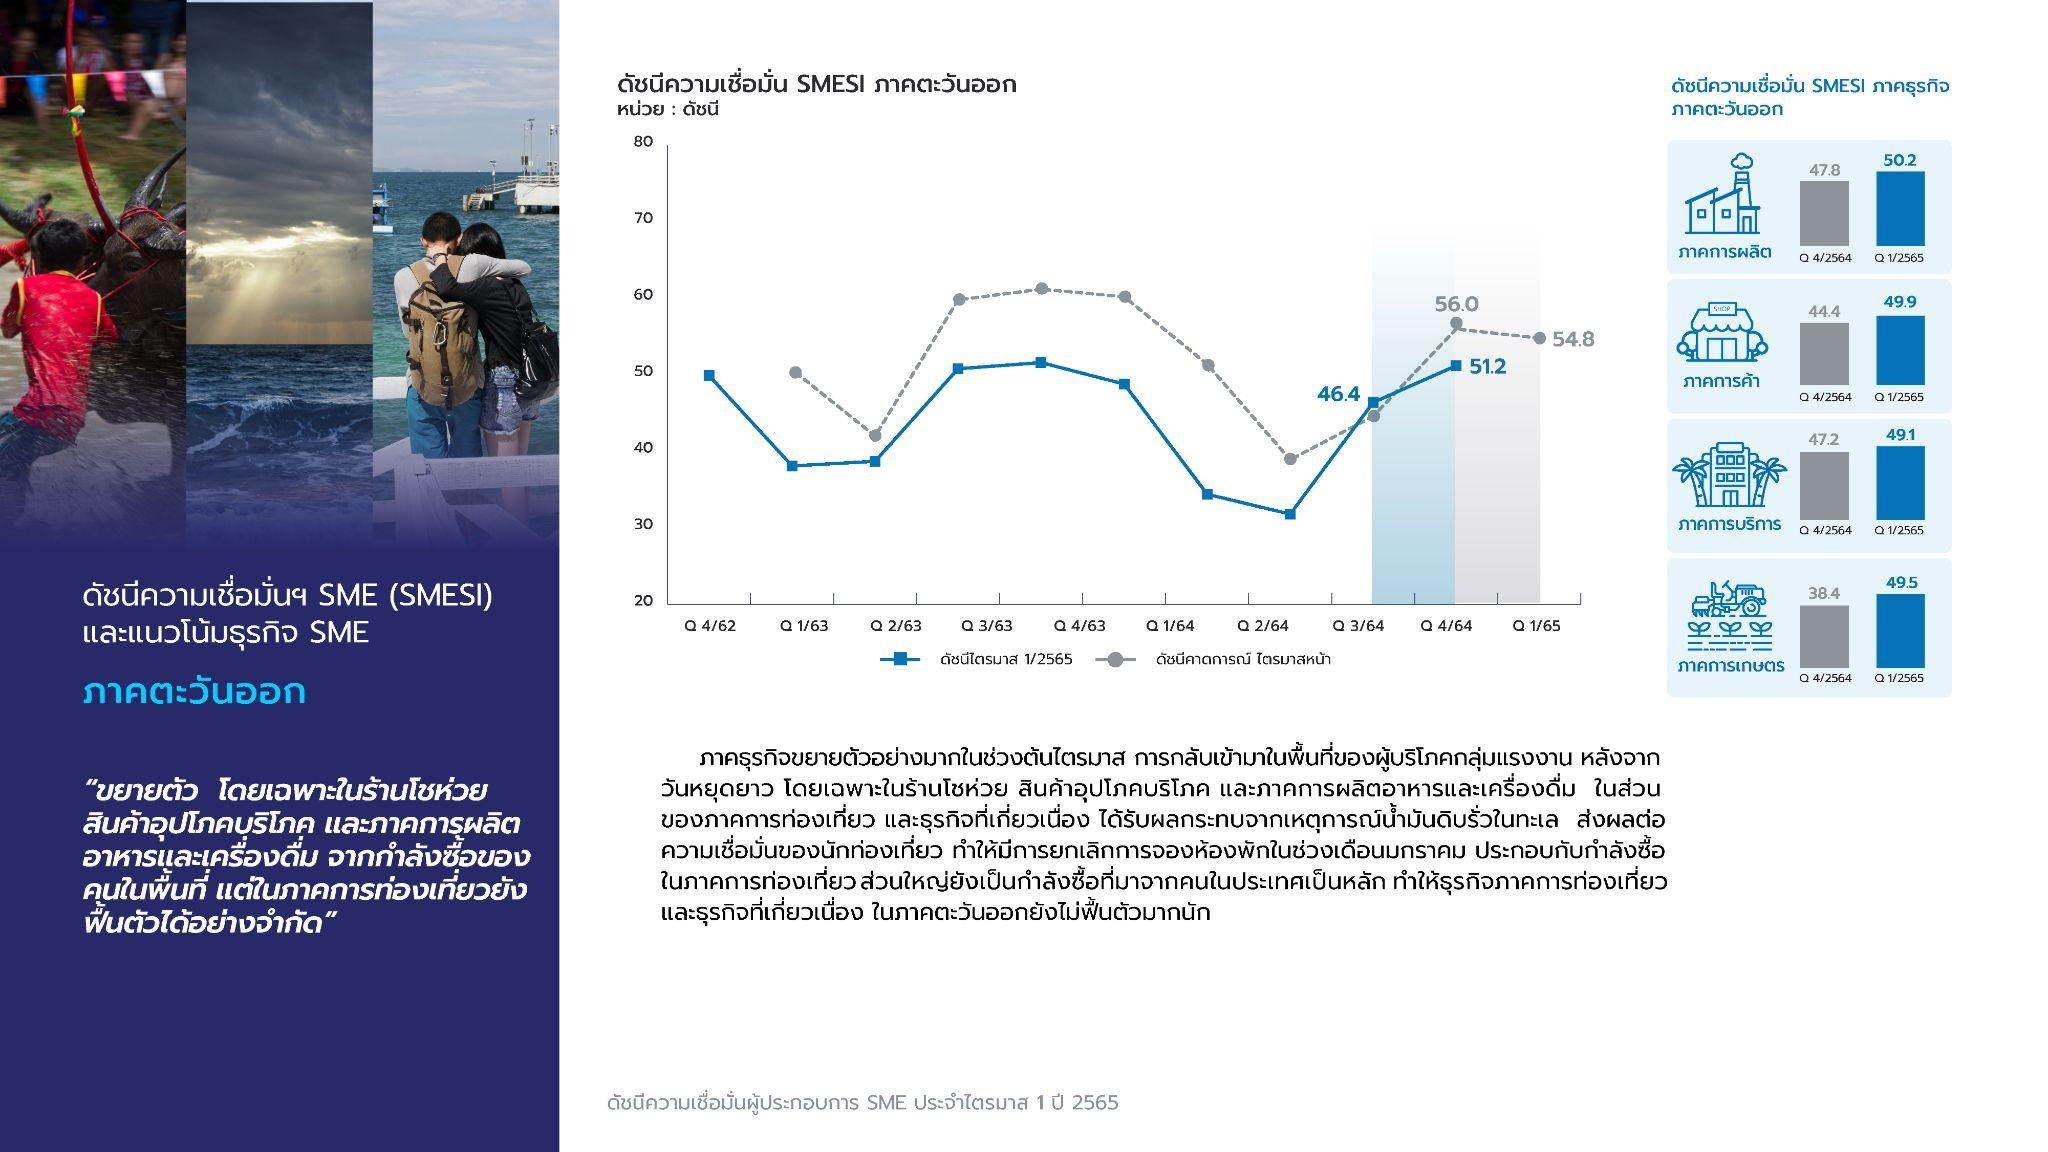 ดัชนีความเชื่อมั่นฯ SME (SMESI)
และแนวโน้มธุรกิจ SME
ภาคตะวันออก
“ขยายตัว โดยเฉพาะในร้านโชห่วย
สินค้าอุปโภคบริโภค และภาคการผลิต
อาหารและเครื่องดื่ม จากกำลังซื้อของ
คนในพื้นที่ แต่ในภาคการท่องเที่ยวยัง
ฟื้นตัวได้อย่างจำกัด”
ดัชนีความเชื่อมั่น SMESI ภาคตะวันออก
หน่วย : ดัชนี
80
70
60
50
40
30
20
46.4
56.0
51.2
54.8
Q 4/62 Q 1/63 Q 2/63 Q 3/63 Q 4/63 Q 1/64 Q 2/64 Q 3/64 Q 4/64 Q 1/65
ดัชนีไตรมาส 1/2565 ดัชนีคาดการณ์ ไตรมาสหน้า
ดัชนีความเชื่อมั่น SMESI ภาคธุรกิจ
ภาคตะวันออก
47.8 50.2
ภาคการผลิต
Q 4/2564 Q 1/2565
SHOP
44.4 49.9
ภาคการค้า
Q 4/2564 Q 1/2565
47.2 49.1
ภาคการบริการ
Q 4/2564 Q 1/2565
38.4 49.5
ภาคการเกษตร
Q 4/2564 Q 1/2565
ภาคธุรกิจขยายตัวอย่างมากในช่วงต้นไตรมาส การกลับเข้ามาในพื้นที่ของผู้บริโภคกลุ่มแรงงาน หลังจาก
วันหยุดยาว โดยเฉพาะในร้านโชห่วย สินค้าอุปโภคบริโภค และภาคการผลิตอาหารและเครื่องดื่ม ในส่วน
ของภาคการท่องเที่ยว และธุรกิจที่เกี่ยวเนื่อง ได้รับผลกระทบจากเหตุการณ์น้ำมันดิบรั่วในทะเล ส่งผลต่อ
ความเชื่อมั่นของนักท่องเที่ยว ทำให้มีการยกเลิกการจองห้องพักในช่วงเดือนมกราคม ประกอบกับกำลังซื้อ
ในภาคการท่องเที่ยว ส่วนใหญ่ยังเป็นกำลังซื้อที่มาจากคนในประเทศเป็นหลัก ทำให้ธุรกิจภาคการท่องเที่ยว
และธุรกิจที่เกี่ยวเนื่อง ในภาคตะวันออกยังไม่ฟื้นตัวมากนัก
ดัชนีความเชื่อมั่นผู้ประกอบการ SME ประจำไตรมาส 1 ปี 2565